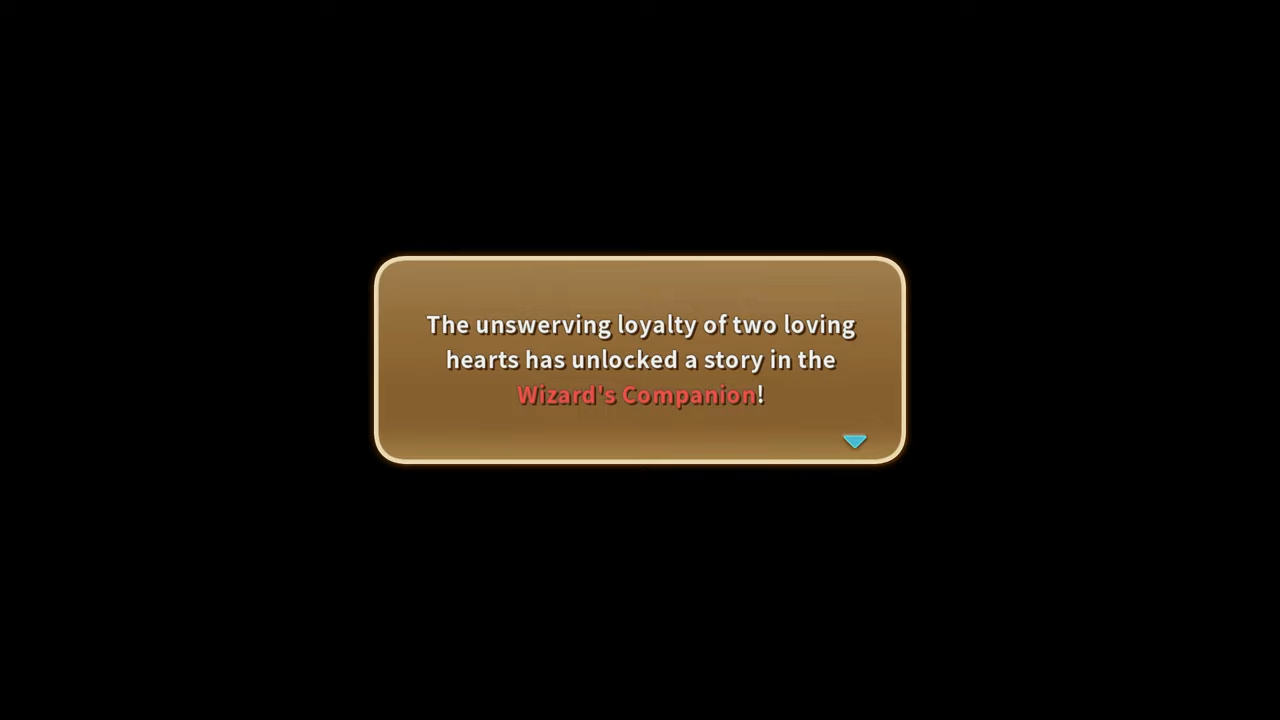 The unswerving loyalty of two loving
hearts has unlocked a story in the
Wizard's Companion!